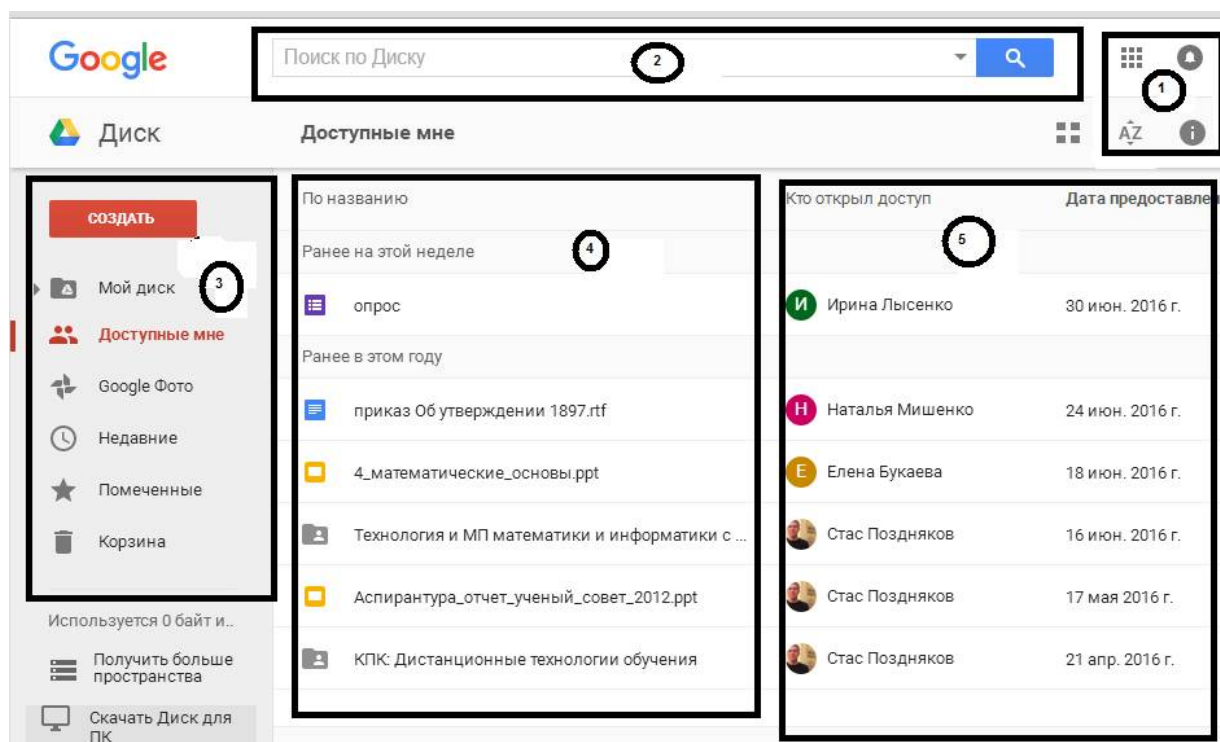 Google
Поиск по Диску
2
1
Диск
Доступные мне
AZ
i
СОЗДАТЬ
3
Мой диск
Доступные мне
Google Фото
Недавние
Помеченные
Корзина
Используется 0 байт и..
Получить больше
пространства
Скачать Диск для
ПК
По названию
Кто открыл доступ
Дата предоставлен
Ранее на этой неделе
4
5
опрос
И Ирина Лысенко
30 июн. 2016 г.
Ранее в этом году
приказ Об утверждении 1897.rtf
Н Наталья Мишенко
24 июн. 2016 г.
4_математические_основы.ppt
Е Елена Букаева
18 июн. 2016 г.
Технология и МП математики и информатики с ...
Стас Поздняков
16 июн. 2016 г.
Аспирантура_отчет_ученый_совет_2012.ppt
Стас Поздняков
17 мая 2016 г.
КПК: Дистанционные технологии обучения
Стас Поздняков
21 апр. 2016 г.